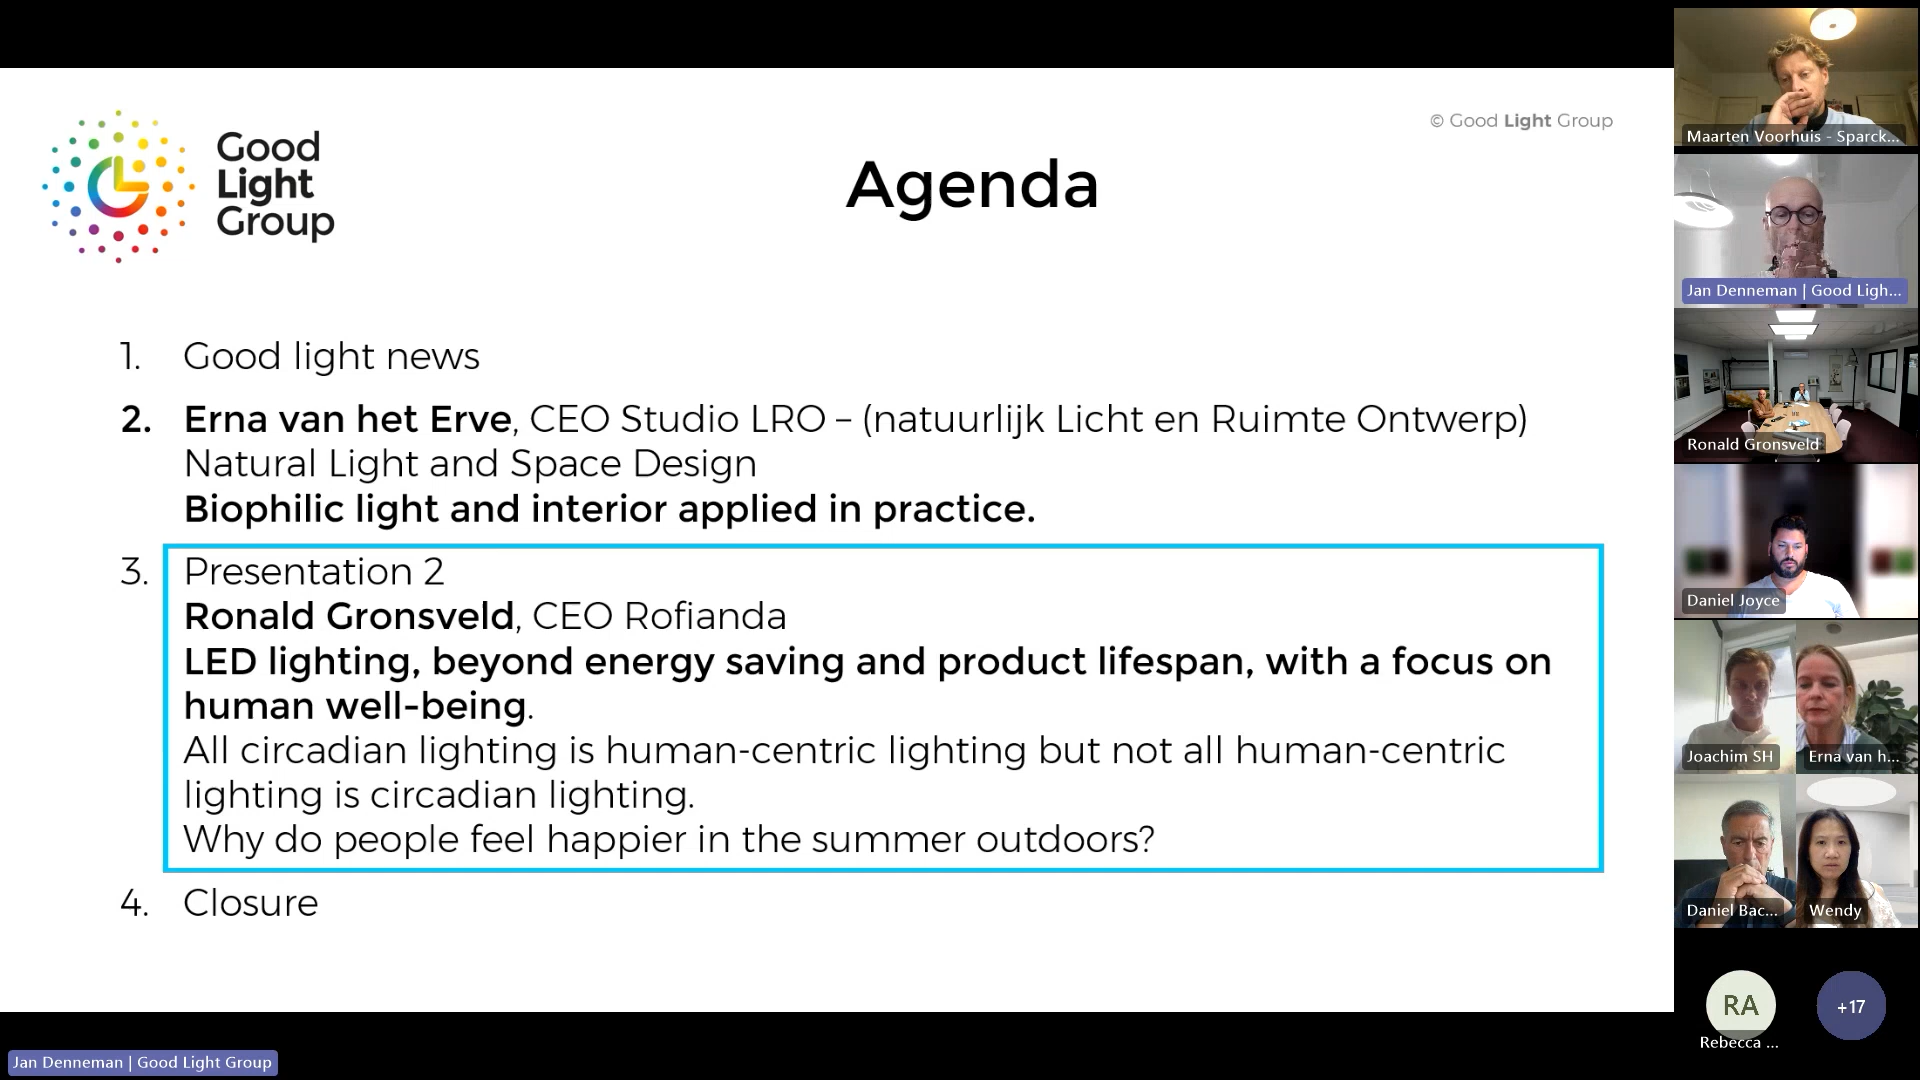 Good
Light
Group
© Good Light Group
Agenda
1. Good light news
2. Erna van het Erve, CEO Studio LRO – (natuurlijk Licht en Ruimte Ontwerp)
Natural Light and Space Design
Biophilic light and interior applied in practice.
3. Presentation 2
Ronald Gronsveld, CEO Rofianda
LED lighting, beyond energy saving and product lifespan, with a focus on
human well-being.
All circadian lighting is human-centric lighting but not all human-centric
lighting is circadian lighting.
Why do people feel happier in the summer outdoors?
4. Closure
Jan Denneman | Good Light Group
Maarten Voorhuis - Sparck...
Jan Denneman | Good Ligh...
Ronald Gronsveld
Daniel Joyce
Joachim SH
Erna van h...
Daniel Bac...
Wendy
RA
Rebecca ...
+17